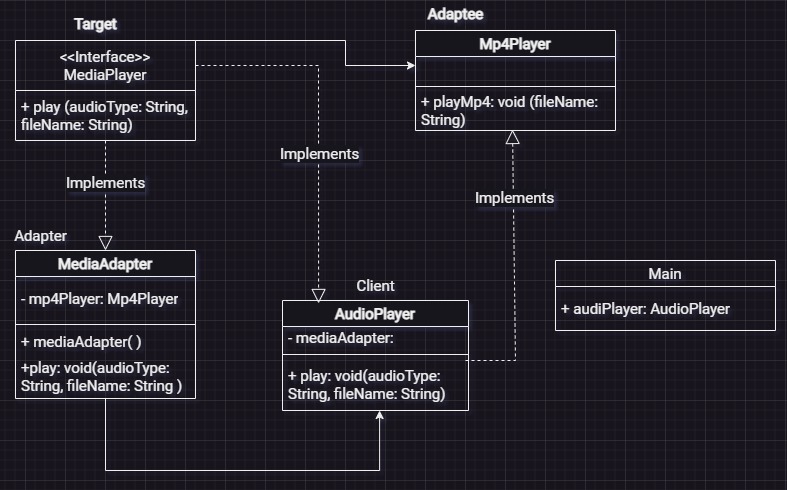 Target
<<Interface>>
MediaPlayer
+ play (audioType: String,
fileName: String)
Adaptee
Mp4Player
+ playMp4: void (fileName:
String)
Implements
Implements
Implements
Adapter
MediaAdapter
- mp4Player: Mp4Player
+ mediaAdapter( )
+play: void(audioType:
String, fileName: String )
Client
AudioPlayer
- mediaAdapter:
+ play: void(audioType:
String, fileName: String)
Main
+ audiPlayer: AudioPlayer